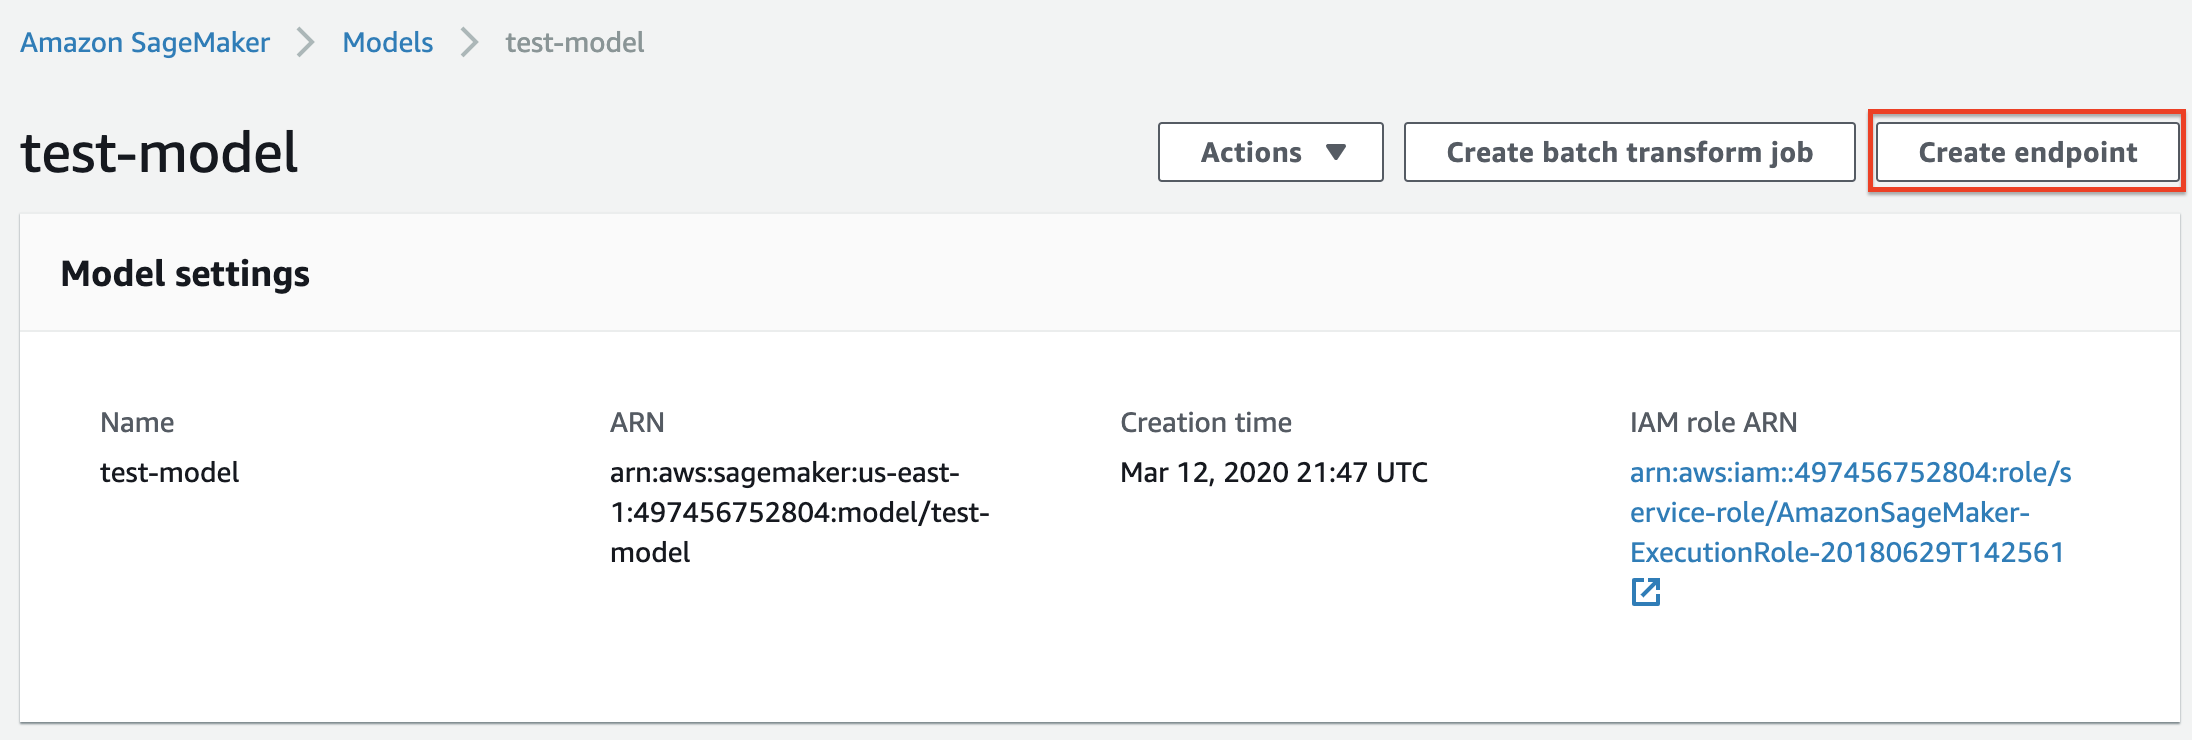 Amazon SageMaker > Models > test-model
test-model
Actions ▼ Create batch transform job Create endpoint
Model settings
Name
test-model
ARN
arn:aws:sagemaker:us-east-
1:497456752804:model/test-
model
Creation time
Mar 12, 2020 21:47 UTC
IAM role ARN
arn:aws:iam::497456752804:role/s
ervice-role/AmazonSageMaker-
ExecutionRole-20180629T142561